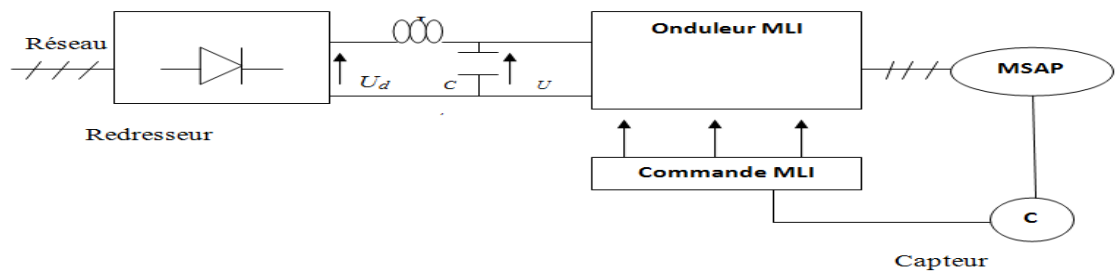 Réseau
Redresseur
U_d
C
U
Onduleur MLI
MSAP
Commande MLI
C
Capteur